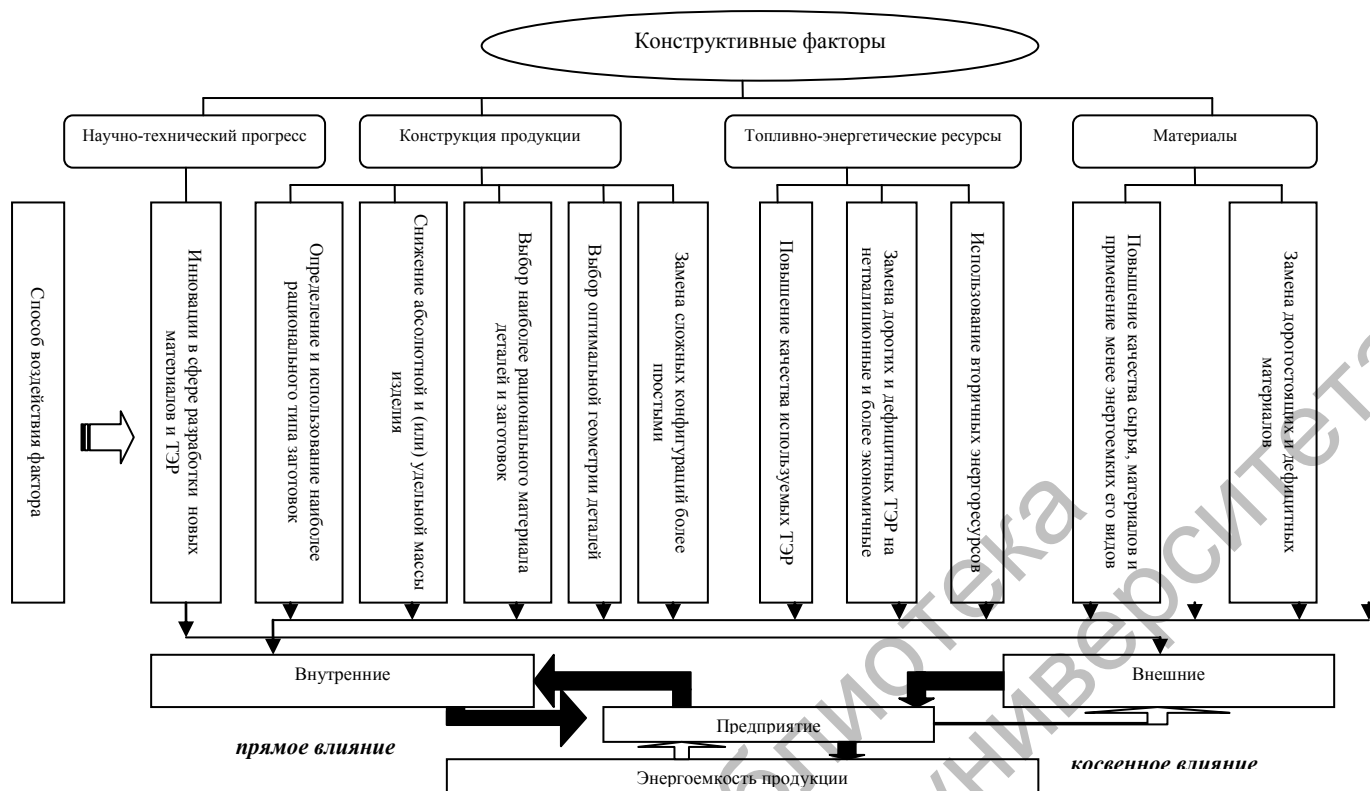 Конструктивные факторы
Научно-технический прогресс
Конструкция продукции
Топливно-энергетические ресурсы
Материалы
Способ воздействия фактора
Инновации в сфере разработки новых
материалов и ТЭР
Определение и использование наиболее
рационального типа заготовок
Снижение абсолютной и (или) удельной массы
изделия
Выбор наиболее рационального материала
деталей и заготовок
Выбор оптимальной геометрии деталей
Замена сложных конфигураций более
простыми
Повышение качества используемых ТЭР
Замена дорогих и дефицитных ТЭР на
нетралиционные и более экономичные
Использование вторичных энергоресурсов
Повышение качества сырья, материалов и
применение менее энергоемких его видов
Замена дорогостоящих и дефицитных
материалов
Внутренние
Внешние
Предприятие
прямое влияние
косвенное влияние
Энергоемкость продукции
блиотека
университета